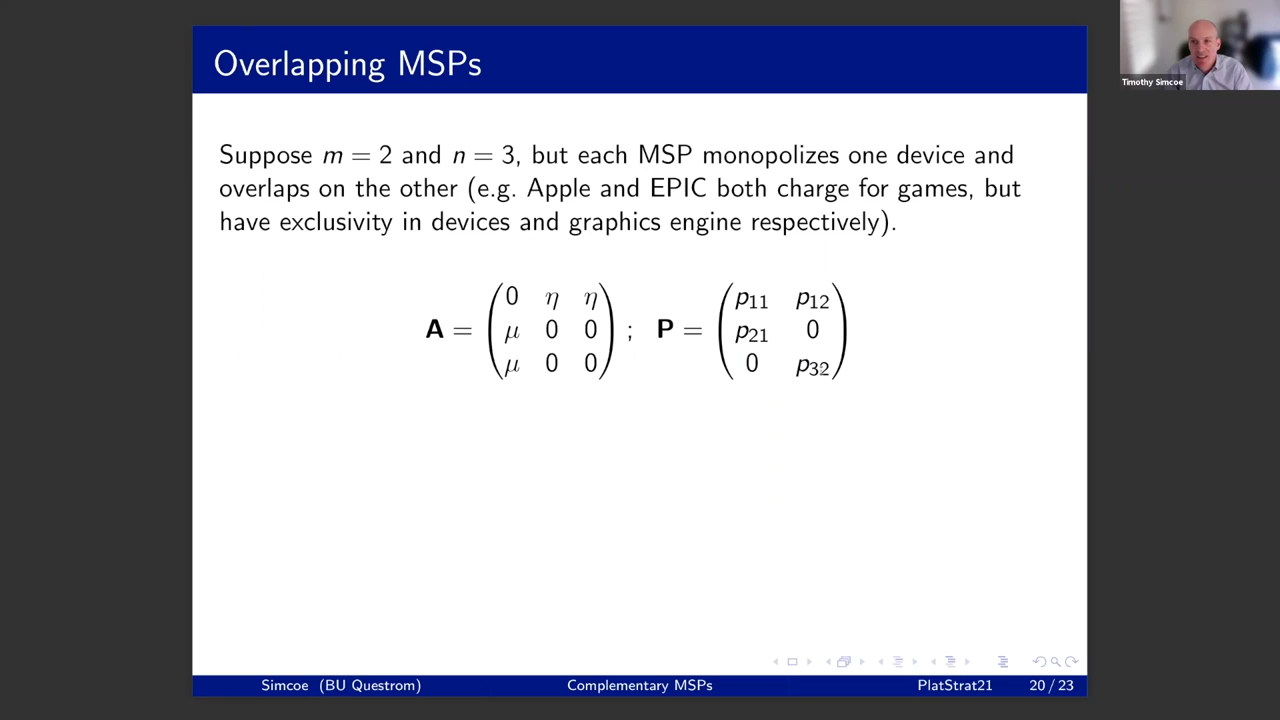 Overlapping MSPs
Timothy Simcoe
Suppose m = 2 and n = 3, but each MSP monopolizes one device and
overlaps on the other (e.g. Apple and EPIC both charge for games, but
have exclusivity in devices and graphics engine respectively).
A = ( 0 η η ; μ 0 0 ; μ 0 0 ) ; P = ( p₁₁ p₁₂ ; p₂₁ 0 ; 0 p₃₂ )
Simcoe (BU Questrom) Complementary MSPs PlatStrat21 20 / 23